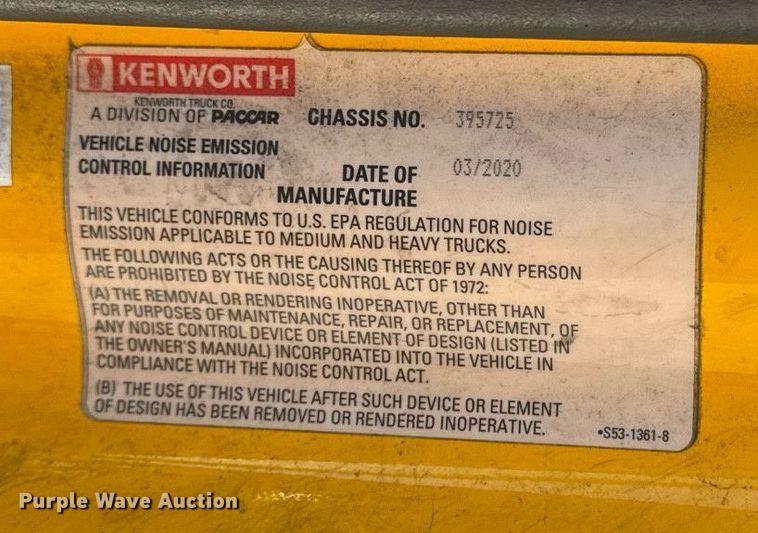 KENWORTH
KENWORTH TRUCK CO.
A DIVISION OF PACCAR
CHASSIS NO. 395725
VEHICLE NOISE EMISSION
CONTROL INFORMATION
DATE OF
MANUFACTURE
03/2020
THIS VEHICLE CONFORMS TO U.S. EPA REGULATION FOR NOISE
EMISSION APPLICABLE TO MEDIUM AND HEAVY TRUCKS.
THE FOLLOWING ACTS OR THE CAUSING THEREOF BY ANY PERSON
ARE PROHIBITED BY THE NOISE CONTROL ACT OF 1972:
(A) THE REMOVAL OR RENDERING INOPERATIVE, OTHER THAN
FOR PURPOSES OF MAINTENANCE, REPAIR, OR REPLACEMENT, OF
ANY NOISE CONTROL DEVICE OR ELEMENT OF DESIGN (LISTED IN
THE OWNER'S MANUAL) INCORPORATED INTO THE VEHICLE IN
COMPLIANCE WITH THE NOISE CONTROL ACT.
(B) THE USE OF THIS VEHICLE AFTER SUCH DEVICE OR ELEMENT
OF DESIGN HAS BEEN REMOVED OR RENDERED INOPERATIVE.
•S53-1361-8
Purple Wave Auction